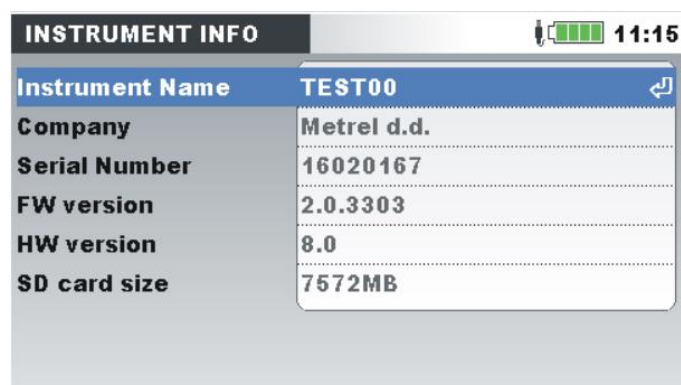 INSTRUMENT INFO 11:15
Instrument Name TEST00
Company Metrel d.d.
Serial Number 16020167
FW version 2.0.3303
HW version 8.0
SD card size 7572MB